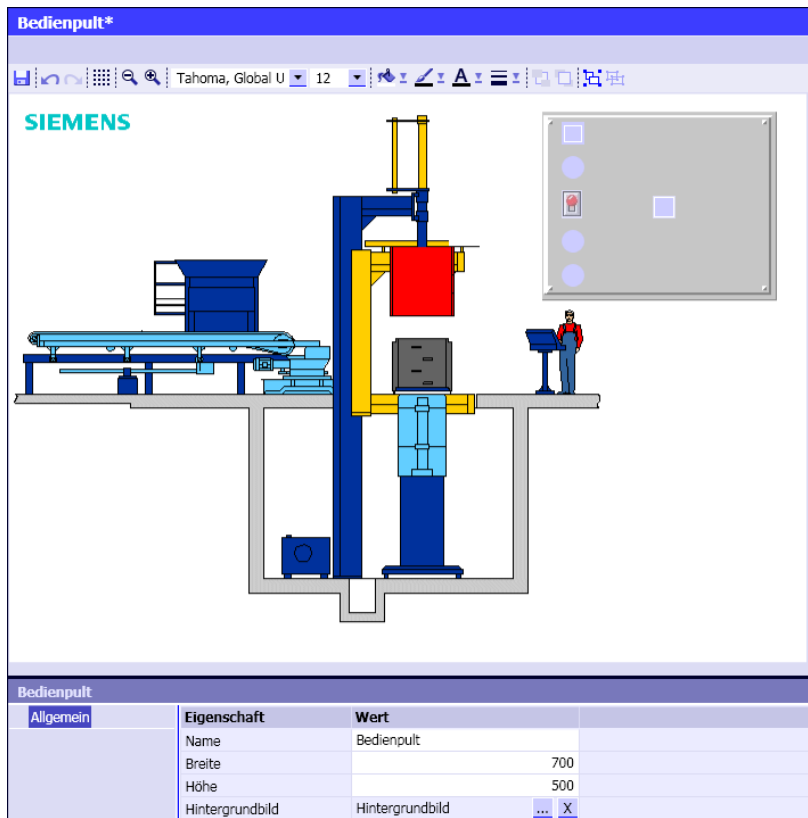 Bedienpult*
Tahoma, Global U 12 A
SIEMENS
Bedienpult
Allgemein Eigenschaft Wert
Name Bedienpult
Breite 700
Höhe 500
Hintergrundbild Hintergrundbild ... X